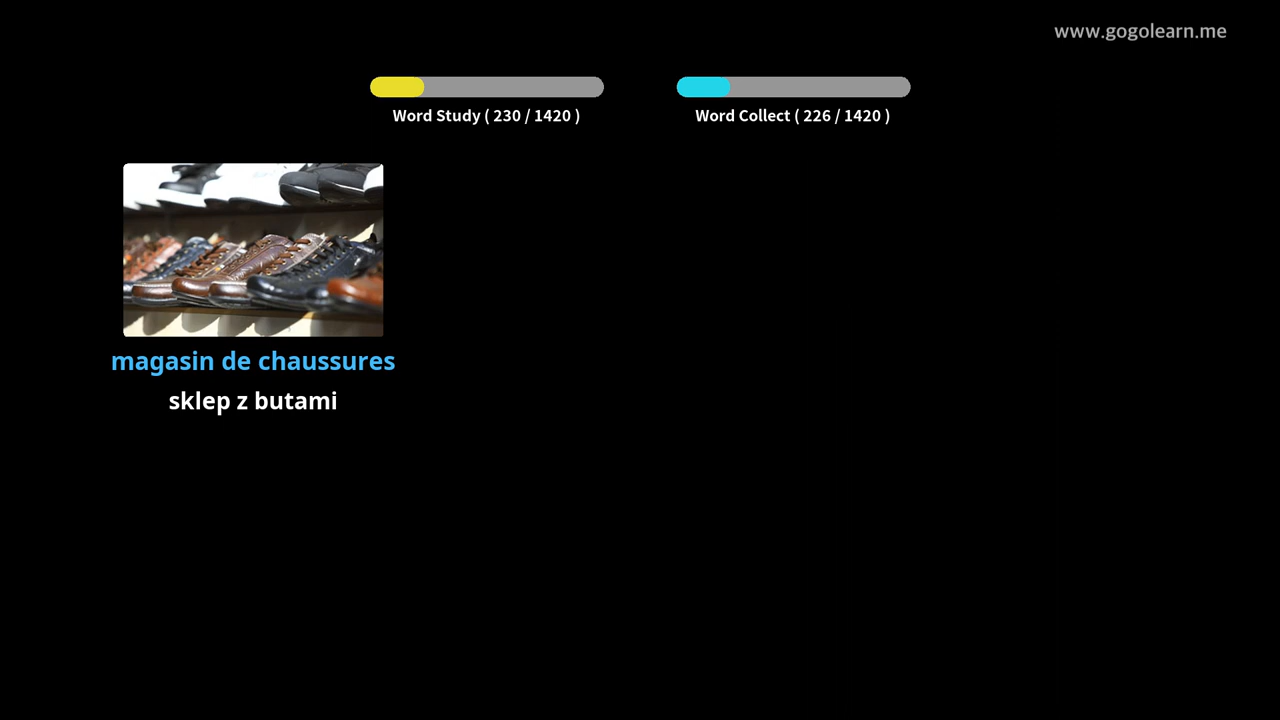 www.gogolearn.me
Word Study ( 230 / 1420 )
Word Collect ( 226 / 1420 )
magasin de chaussures
sklep z butami